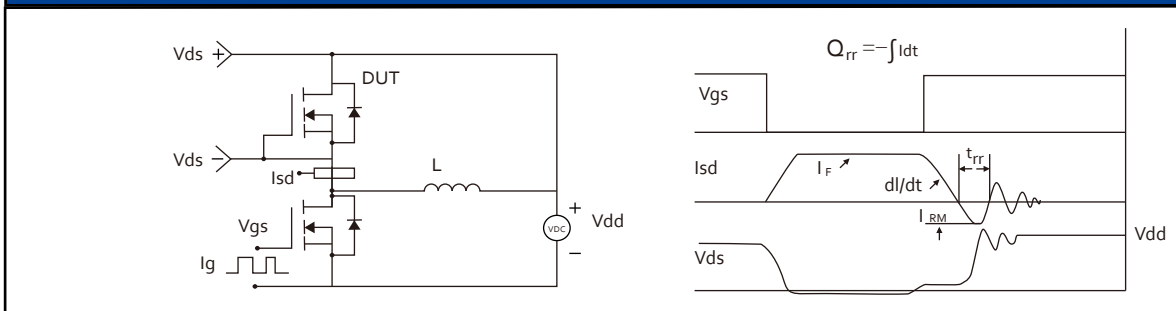 Vds +
DUT
Vds −
Isd
L
Vgs
Ig
VDC
+
−
Vdd
Qrr =−∫Idt
Vgs
Isd
IF
dI/dt
trr
IRM
Vds
Vdd